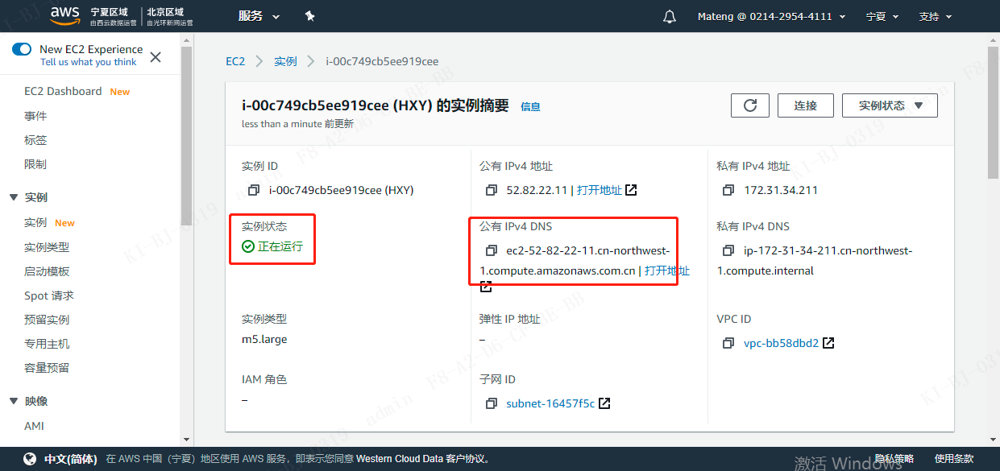 aws 宁夏区域 由西云数据运营 北京区域 由光环新网运营 服务 Mateng @ 0214-2954-4111 宁夏 支持
New EC2 Experience
Tell us what you think
EC2 Dashboard New
事件
标签
限制
实例
实例 New
实例类型
启动模板
Spot 请求
预留实例
专用主机
容量预留
映像
AMI
EC2 > 实例 > i-00c749cb5ee919cee
i-00c749cb5ee919cee (HXY) 的实例摘要 信息
less than a minute 前更新
连接
实例状态
实例 ID
i-00c749cb5ee919cee (HXY)
公有 IPv4 地址
52.82.22.11 | 打开地址
私有 IPv4 地址
172.31.34.211
实例状态
正在运行
公有 IPv4 DNS
ec2-52-82-22-11.cn-northwest-
1.compute.amazonaws.com.cn | 打开地址
私有 IPv4 DNS
ip-172-31-34-211.cn-northwest-
1.compute.internal
实例类型
m5.large
弹性 IP 地址
–
VPC ID
vpc-bb58dbd2
IAM 角色
–
子网 ID
subnet-16457f5c
中文(简体) 在 AWS 中国（宁夏）地区使用 AWS 服务，即表示您同意 Western Cloud Data 客户协议。 隐私策略 使用条款
激活 Windows